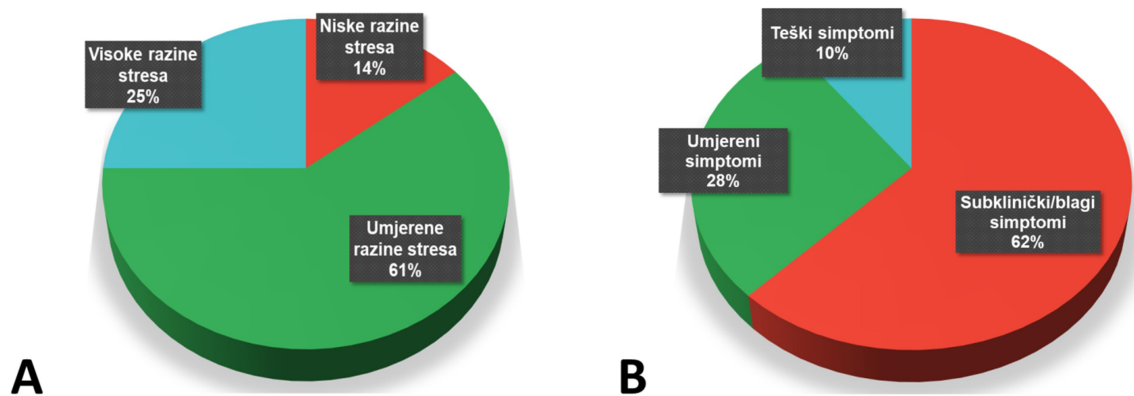 Visoke razine
stresa
25%
Niske razine
stresa
14%
Umjerene
razine stresa
61%
A
Teški simptomi
10%
Umjereni
simptomi
28%
Subklinički/blagi
simptomi
62%
B